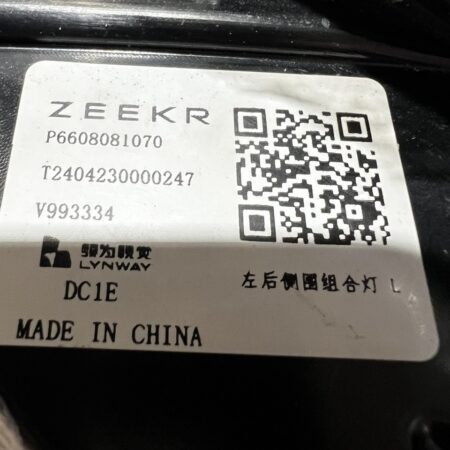 ZEEKR
P6608081070
T2404230000247
V993334
LYNWAY
DC1E
左后侧围组合灯 L
MADE IN CHINA